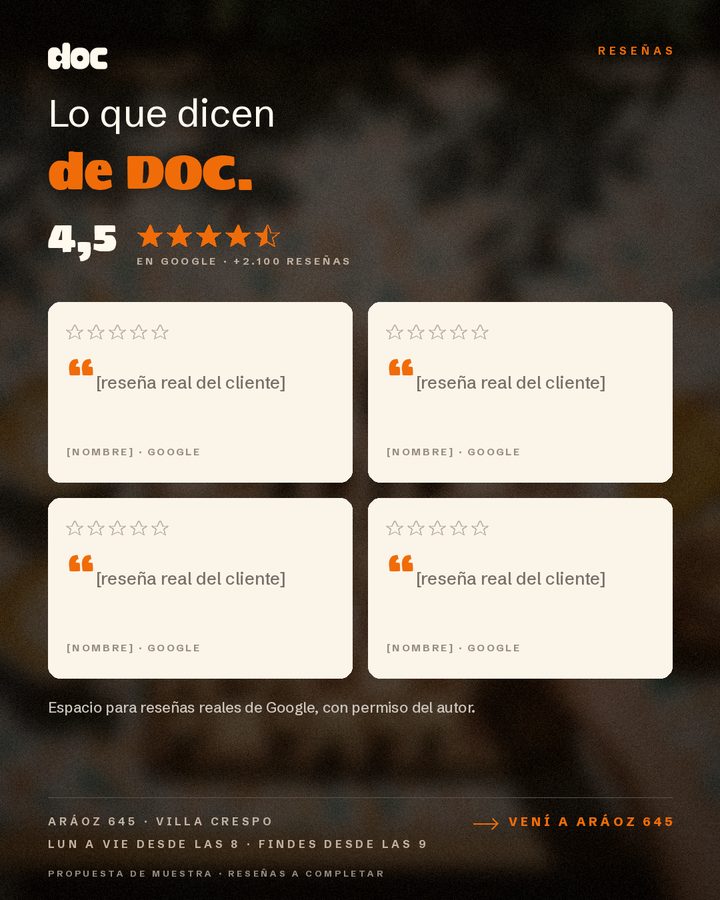 doc
RESEÑAS
Lo que dicen
de DOC.
4,5
EN GOOGLE · +2.100 RESEÑAS
“[reseña real del cliente]
[NOMBRE] · GOOGLE
“[reseña real del cliente]
[NOMBRE] · GOOGLE
“[reseña real del cliente]
[NOMBRE] · GOOGLE
“[reseña real del cliente]
[NOMBRE] · GOOGLE
Espacio para reseñas reales de Google, con permiso del autor.
ARÁOZ 645 · VILLA CRESPO
→ VENÍ A ARÁOZ 645
LUN A VIE DESDE LAS 8 · FINDES DESDE LAS 9
PROPUESTA DE MUESTRA · RESEÑAS A COMPLETAR